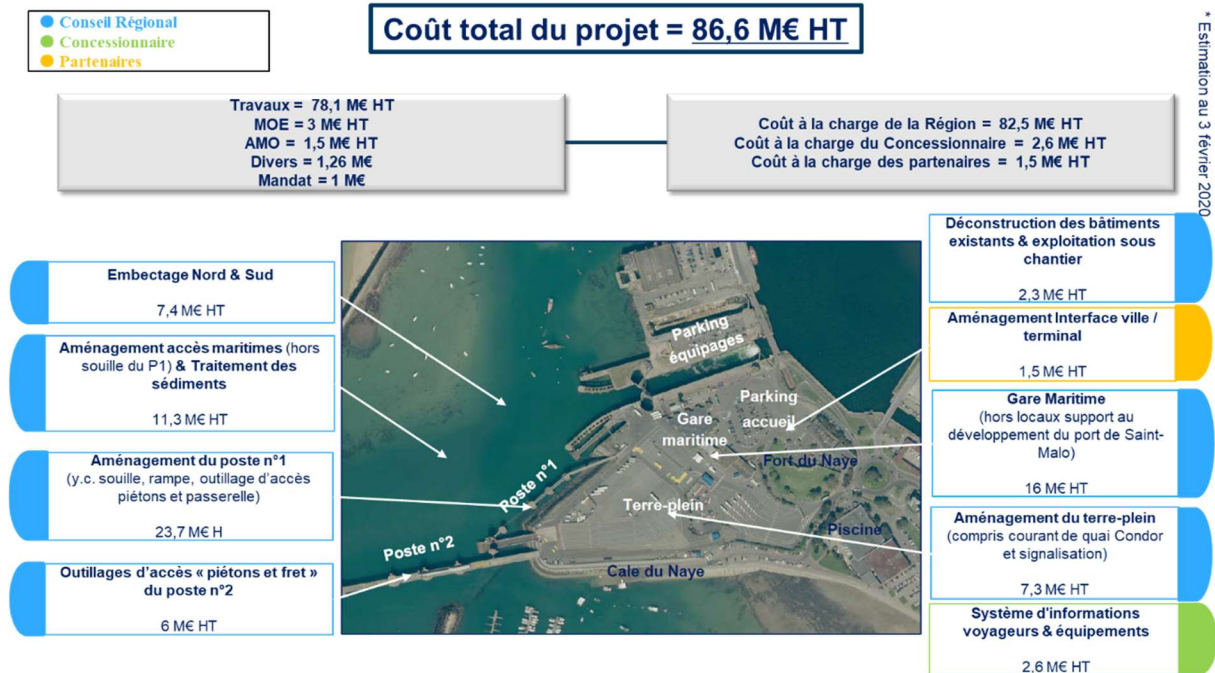 Conseil Régional
Concessionnaire
Partenaires
Coût total du projet = 86,6 M€ HT
* Estimation au 3 février 2020
Travaux = 78,1 M€ HT
MOE = 3 M€ HT
AMO = 1,5 M€ HT
Divers = 1,26 M€
Mandat = 1 M€
Coût à la charge de la Région = 82,5 M€ HT
Coût à la charge du Concessionnaire = 2,6 M€ HT
Coût à la charge des partenaires = 1,5 M€ HT
Embectage Nord & Sud
7,4 M€ HT
Aménagement accès maritimes (hors
souille du P1) & Traitement des
sédiments
11,3 M€ HT
Aménagement du poste n°1
(y.c. souille, rampe, outillage d'accès
piétons et passerelle)
23,7 M€ H
Outillages d'accès « piétons et fret »
du poste n°2
6 M€ HT
Parking
équipages
Parking
accueil
Gare
maritime
Fort du Naye
Poste n°1
Terre-plein
Piscine
Poste n°2
Cale du Naye
Déconstruction des bâtiments
existants & exploitation sous
chantier
2,3 M€ HT
Aménagement Interface ville /
terminal
1,5 M€ HT
Gare Maritime
(hors locaux support au
développement du port de Saint-
Malo)
16 M€ HT
Aménagement du terre-plein
(compris courant de quai Condor
et signalisation)
7,3 M€ HT
Système d'informations
voyageurs & équipements
2,6 M€ HT